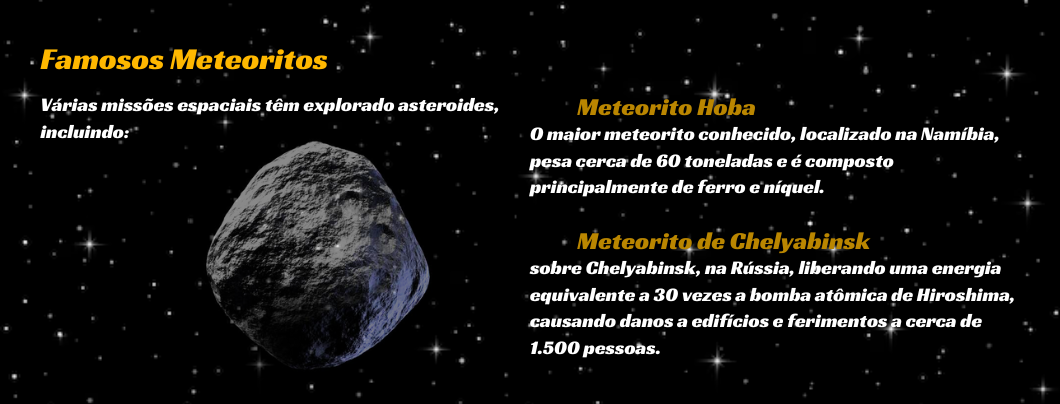 Famosos Meteoritos
Várias missões espaciais têm explorado asteroides,
incluindo:
Meteorito Hoba
O maior meteorito conhecido, localizado na Namíbia,
pesa cerca de 60 toneladas e é composto
principalmente de ferro e níquel.
Meteorito de Chelyabinsk
sobre Chelyabinsk, na Rússia, liberando uma energia
equivalente a 30 vezes a bomba atômica de Hiroshima,
causando danos a edifícios e ferimentos a cerca de
1.500 pessoas.